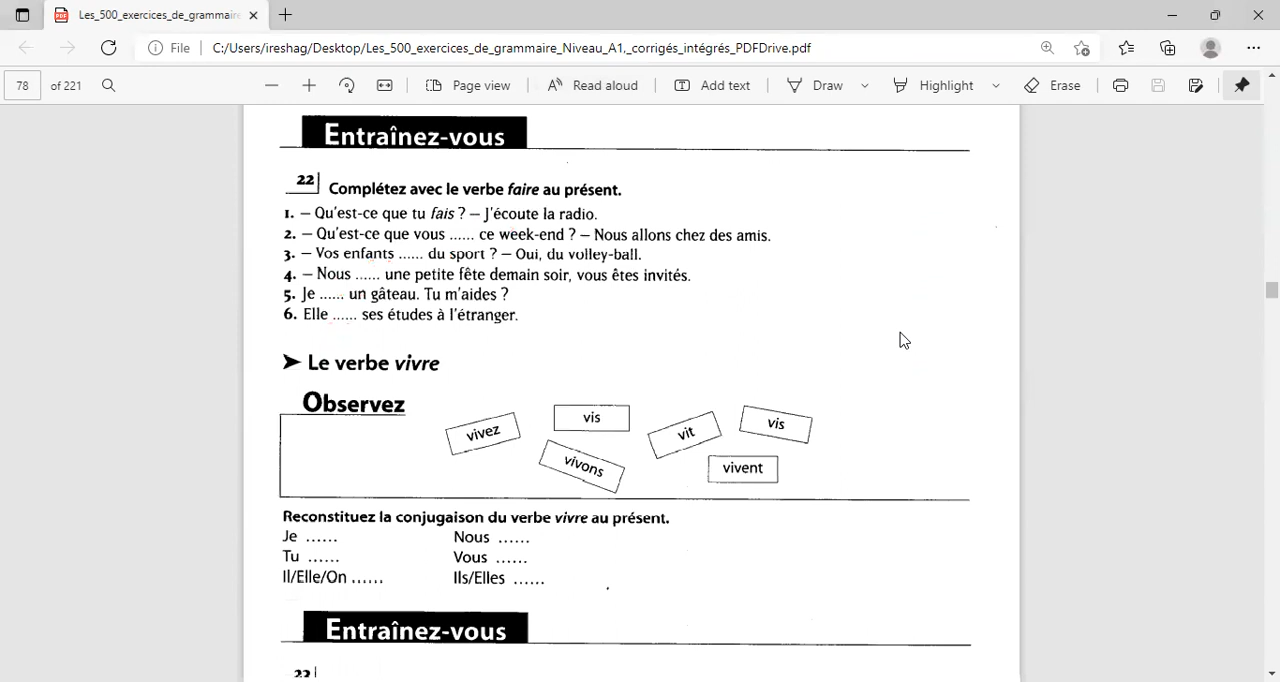 Les_500_exercices_de_grammaire
File C:/Users/ireshag/Desktop/Les_500_exercices_de_grammaire_Niveau_A1,_corrigés_intégrés_PDFDrive.pdf
78 of 221 Page view Read aloud Add text Draw Highlight Erase
Entraînez-vous
22 Complétez avec le verbe faire au présent.
1. – Qu'est-ce que tu fais ? – J'écoute la radio.
2. – Qu'est-ce que vous ...... ce week-end ? – Nous allons chez des amis.
3. – Vos enfants ...... du sport ? – Oui, du volley-ball.
4. – Nous ...... une petite fête demain soir, vous êtes invités.
5. Je ...... un gâteau. Tu m'aides ?
6. Elle ...... ses études à l'étranger.
➤ Le verbe vivre
Observez
vivez vis vit vis
vivons vivent
Reconstituez la conjugaison du verbe vivre au présent.
Je ...... Nous ......
Tu ...... Vous ......
Il/Elle/On ...... Ils/Elles ......
Entraînez-vous